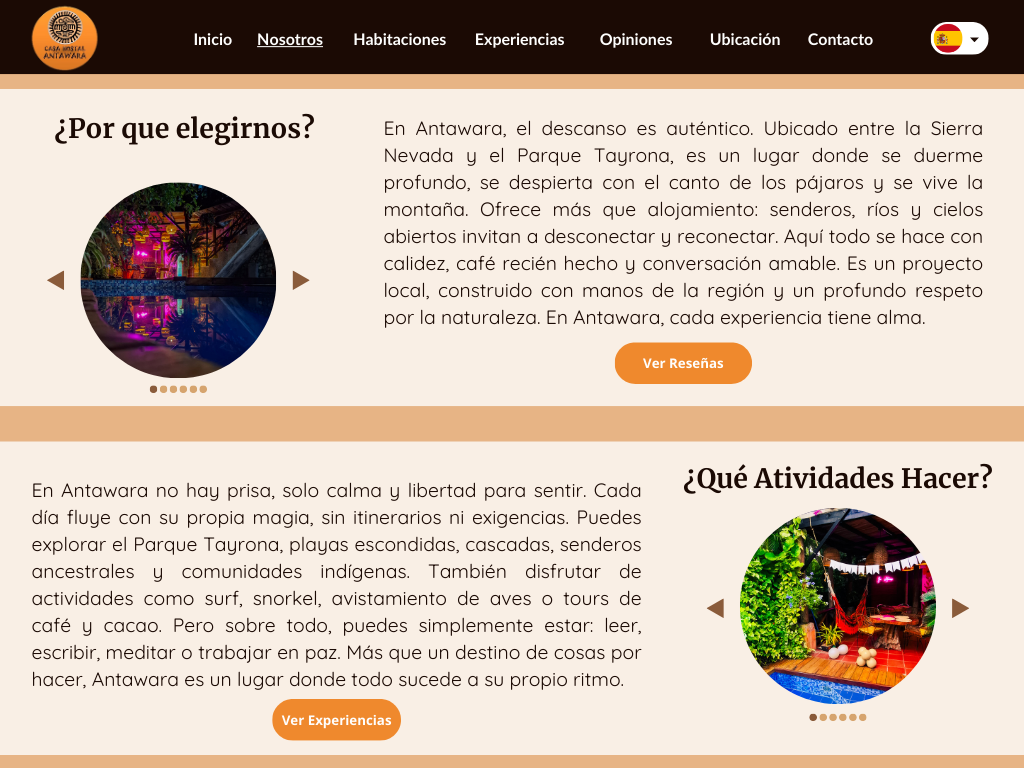 CASA HOSTAL
ANTAWARA
Inicio Nosotros Habitaciones Experiencias Opiniones Ubicación Contacto
¿Por que elegirnos?
En Antawara, el descanso es auténtico. Ubicado entre la Sierra
Nevada y el Parque Tayrona, es un lugar donde se duerme
profundo, se despierta con el canto de los pájaros y se vive la
montaña. Ofrece más que alojamiento: senderos, ríos y cielos
abiertos invitan a desconectar y reconectar. Aquí todo se hace con
calidez, café recién hecho y conversación amable. Es un proyecto
local, construido con manos de la región y un profundo respeto
por la naturaleza. En Antawara, cada experiencia tiene alma.
Ver Reseñas
En Antawara no hay prisa, solo calma y libertad para sentir. Cada
día fluye con su propia magia, sin itinerarios ni exigencias. Puedes
explorar el Parque Tayrona, playas escondidas, cascadas, senderos
ancestrales y comunidades indígenas. También disfrutar de
actividades como surf, snorkel, avistamiento de aves o tours de
café y cacao. Pero sobre todo, puedes simplemente estar: leer,
escribir, meditar o trabajar en paz. Más que un destino de cosas por
hacer, Antawara es un lugar donde todo sucede a su propio ritmo.
Ver Experiencias
¿Qué Atividades Hacer?